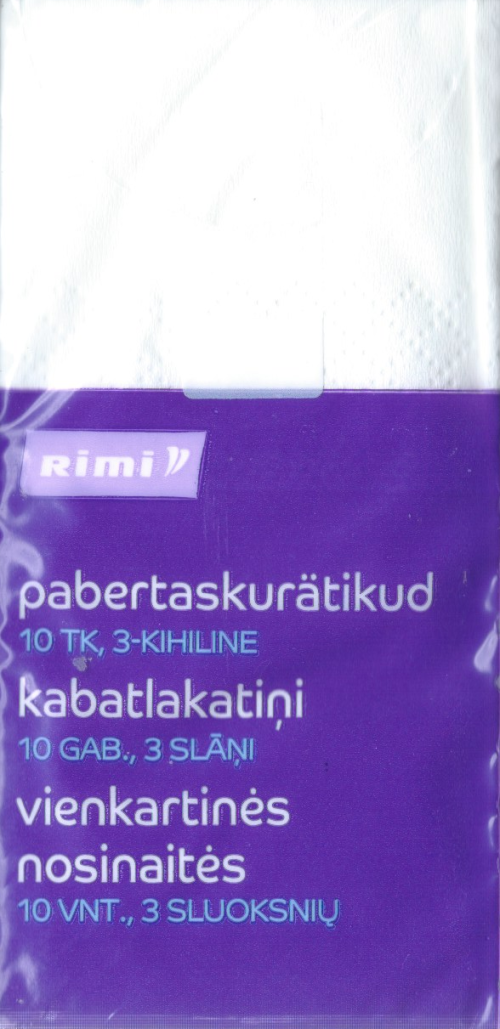 Rimi
pabertaskurätikud
10 TK, 3-KIHILINE
kabatlakatiņi
10 GAB., 3 SLĀŅI
vienkartinės
nosinaitės
10 VNT., 3 SLUOKSNIŲ